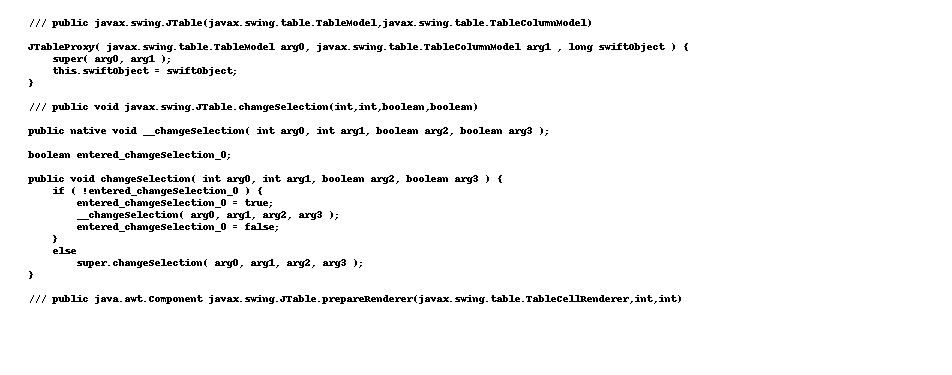 /// public javax.swing.JTable(javax.swing.table.TableModel,javax.swing.table.TableColumnModel)
JTableProxy( javax.swing.table.TableModel arg0, javax.swing.table.TableColumnModel arg1 , long swiftObject ) {
super( arg0, arg1 );
this.swiftObject = swiftObject;
}
/// public void javax.swing.JTable.changeSelection(int,int,boolean,boolean)
public native void __changeSelection( int arg0, int arg1, boolean arg2, boolean arg3 );
boolean entered_changeSelection_0;
public void changeSelection( int arg0, int arg1, boolean arg2, boolean arg3 ) {
if ( !entered_changeSelection_0 ) {
entered_changeSelection_0 = true;
__changeSelection( arg0, arg1, arg2, arg3 );
entered_changeSelection_0 = false;
}
else
super.changeSelection( arg0, arg1, arg2, arg3 );
}
/// public java.awt.Component javax.swing.JTable.prepareRenderer(javax.swing.table.TableCellRenderer,int,int)